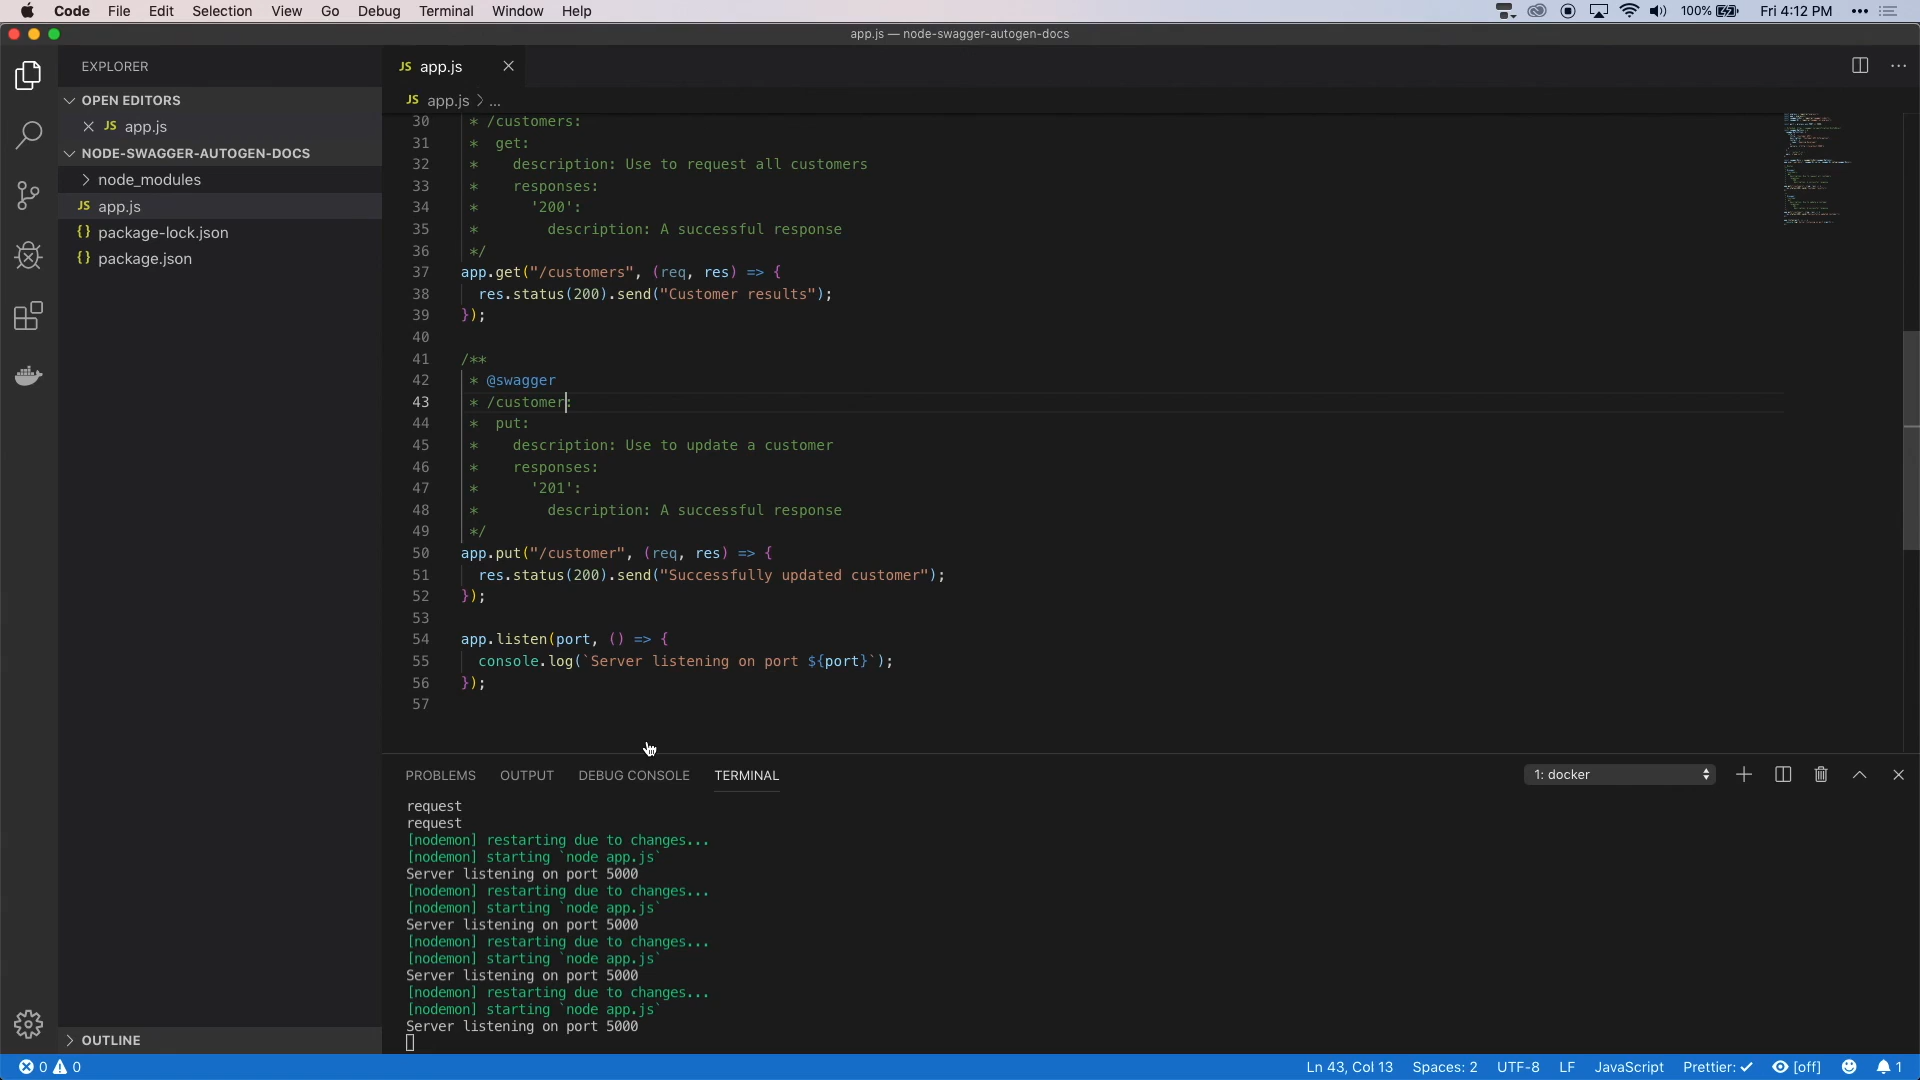 Code File Edit Selection View Go Debug Terminal Window Help 100% Fri 4:12 PM
app.js — node-swagger-autogen-docs
EXPLORER
OPEN EDITORS
JS app.js
NODE-SWAGGER-AUTOGEN-DOCS
node_modules
JS app.js
{} package-lock.json
{} package.json
OUTLINE
JS app.js
JS app.js > ...
30 * /customers:
31 * get:
32 * description: Use to request all customers
33 * responses:
34 * '200':
35 * description: A successful response
36 */
37 app.get("/customers", (req, res) => {
38 res.status(200).send("Customer results");
39 });
40
41 /**
42 * @swagger
43 * /customer:
44 * put:
45 * description: Use to update a customer
46 * responses:
47 * '201':
48 * description: A successful response
49 */
50 app.put("/customer", (req, res) => {
51 res.status(200).send("Successfully updated customer");
52 });
53
54 app.listen(port, () => {
55 console.log(`Server listening on port ${port}`);
56 });
57
PROBLEMS OUTPUT DEBUG CONSOLE TERMINAL 1: docker
request
request
[nodemon] restarting due to changes...
[nodemon] starting `node app.js`
Server listening on port 5000
[nodemon] restarting due to changes...
[nodemon] starting `node app.js`
Server listening on port 5000
[nodemon] restarting due to changes...
[nodemon] starting `node app.js`
Server listening on port 5000
[nodemon] restarting due to changes...
[nodemon] starting `node app.js`
Server listening on port 5000
0 0 Ln 43, Col 13 Spaces: 2 UTF-8 LF JavaScript Prettier: ✓ [off] 1